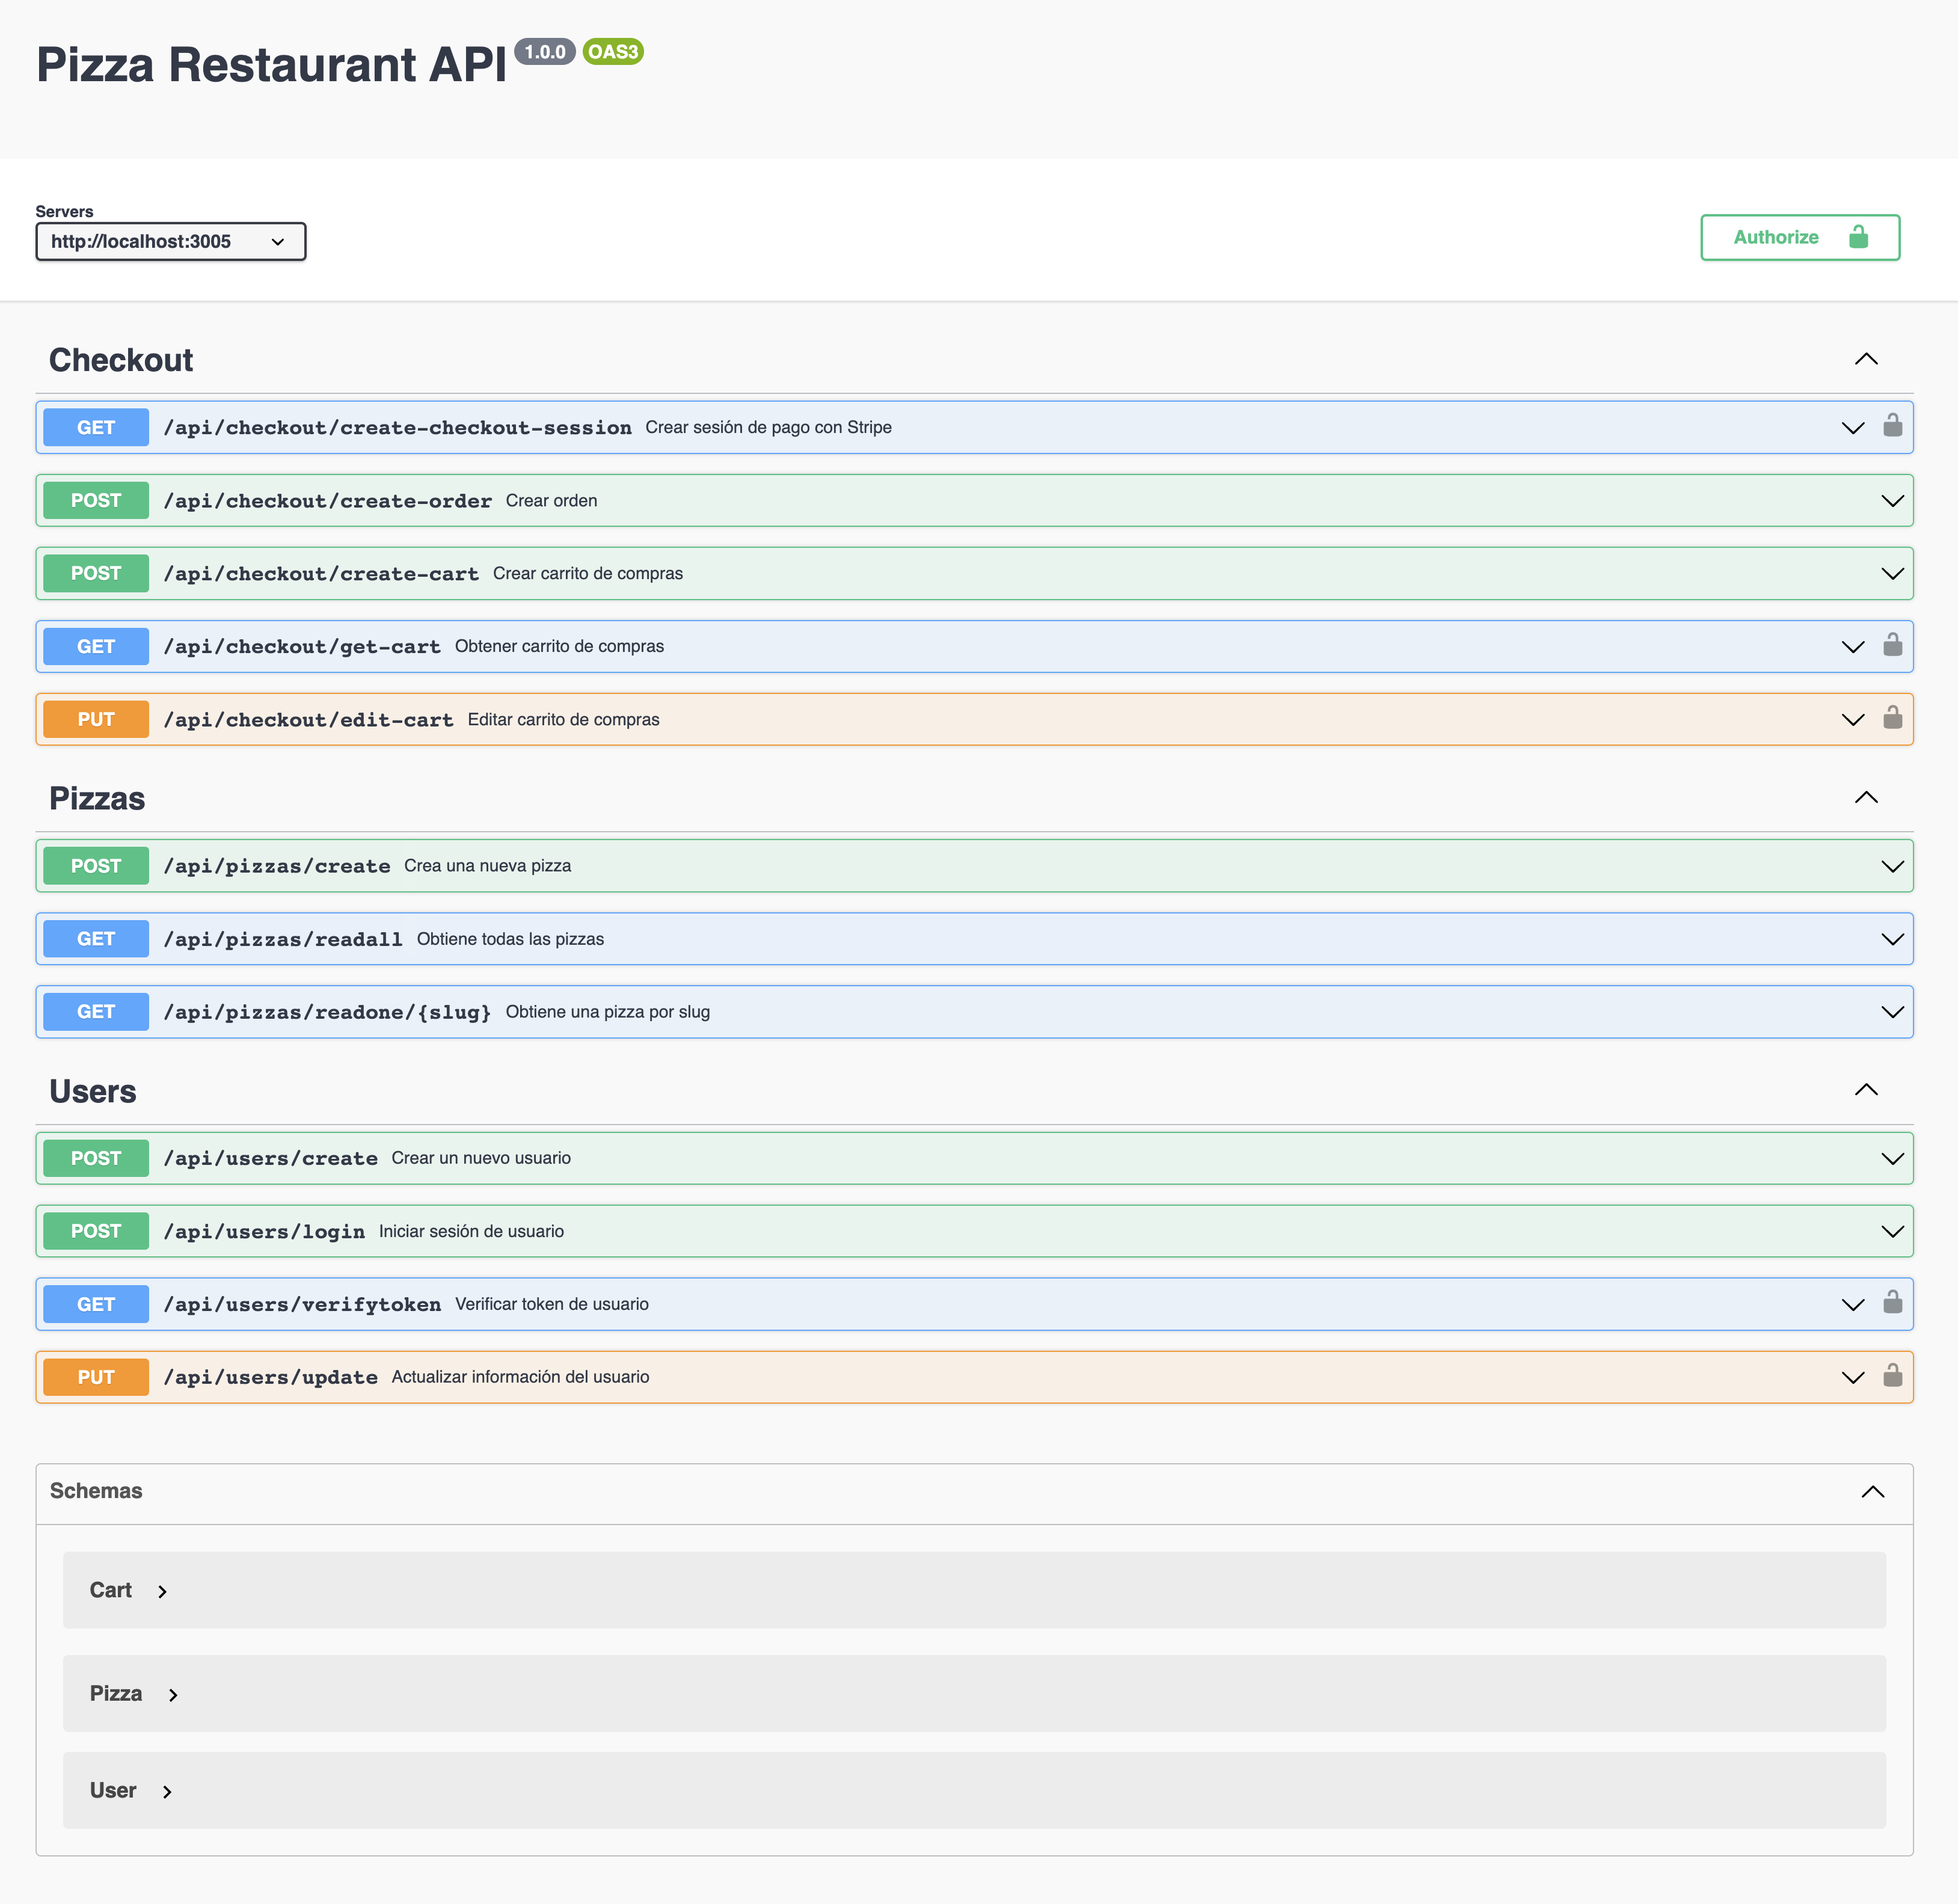 Pizza Restaurant API 1.0.0 OAS3
Servers
http://localhost:3005
Authorize
Checkout
GET /api/checkout/create-checkout-session Crear sesión de pago con Stripe
POST /api/checkout/create-order Crear orden
POST /api/checkout/create-cart Crear carrito de compras
GET /api/checkout/get-cart Obtener carrito de compras
PUT /api/checkout/edit-cart Editar carrito de compras
Pizzas
POST /api/pizzas/create Crea una nueva pizza
GET /api/pizzas/readall Obtiene todas las pizzas
GET /api/pizzas/readone/{slug} Obtiene una pizza por slug
Users
POST /api/users/create Crear un nuevo usuario
POST /api/users/login Iniciar sesión de usuario
GET /api/users/verifytoken Verificar token de usuario
PUT /api/users/update Actualizar información del usuario
Schemas
Cart
Pizza
User